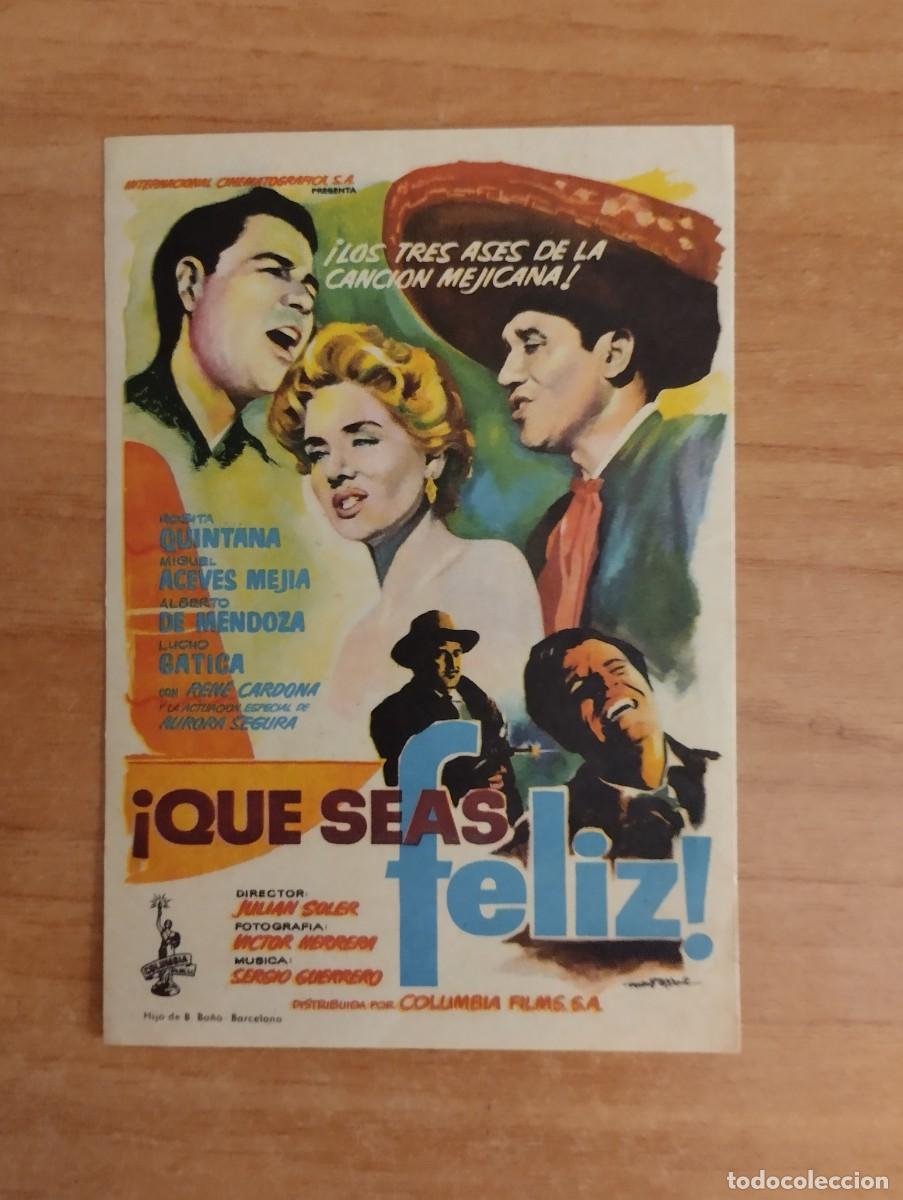 INTERNACIONAL CINEMATOGRAFICA, S.A.
PRESENTA
¡LOS TRES ASES DE LA
CANCION MEJICANA!
ROSITA
QUINTANA
MIGUEL
ACEVES MEJIA
ALBERTO
DE MENDOZA
LUCHO
GATICA
CON RENÉ CARDONA
Y LA ACTUACION ESPECIAL DE
AURORA SEGURA
¡QUE SEAS
feliz!
DIRECTOR:
JULIAN SOLER
FOTOGRAFIA:
VICTOR HERRERA
MUSICA:
SERGIO GUERRERO
COLUMBIA
DISTRIBUIDA POR COLUMBIA FILMS, S.A.
Hijo de B. Baño - Barcelona
todocoleccion